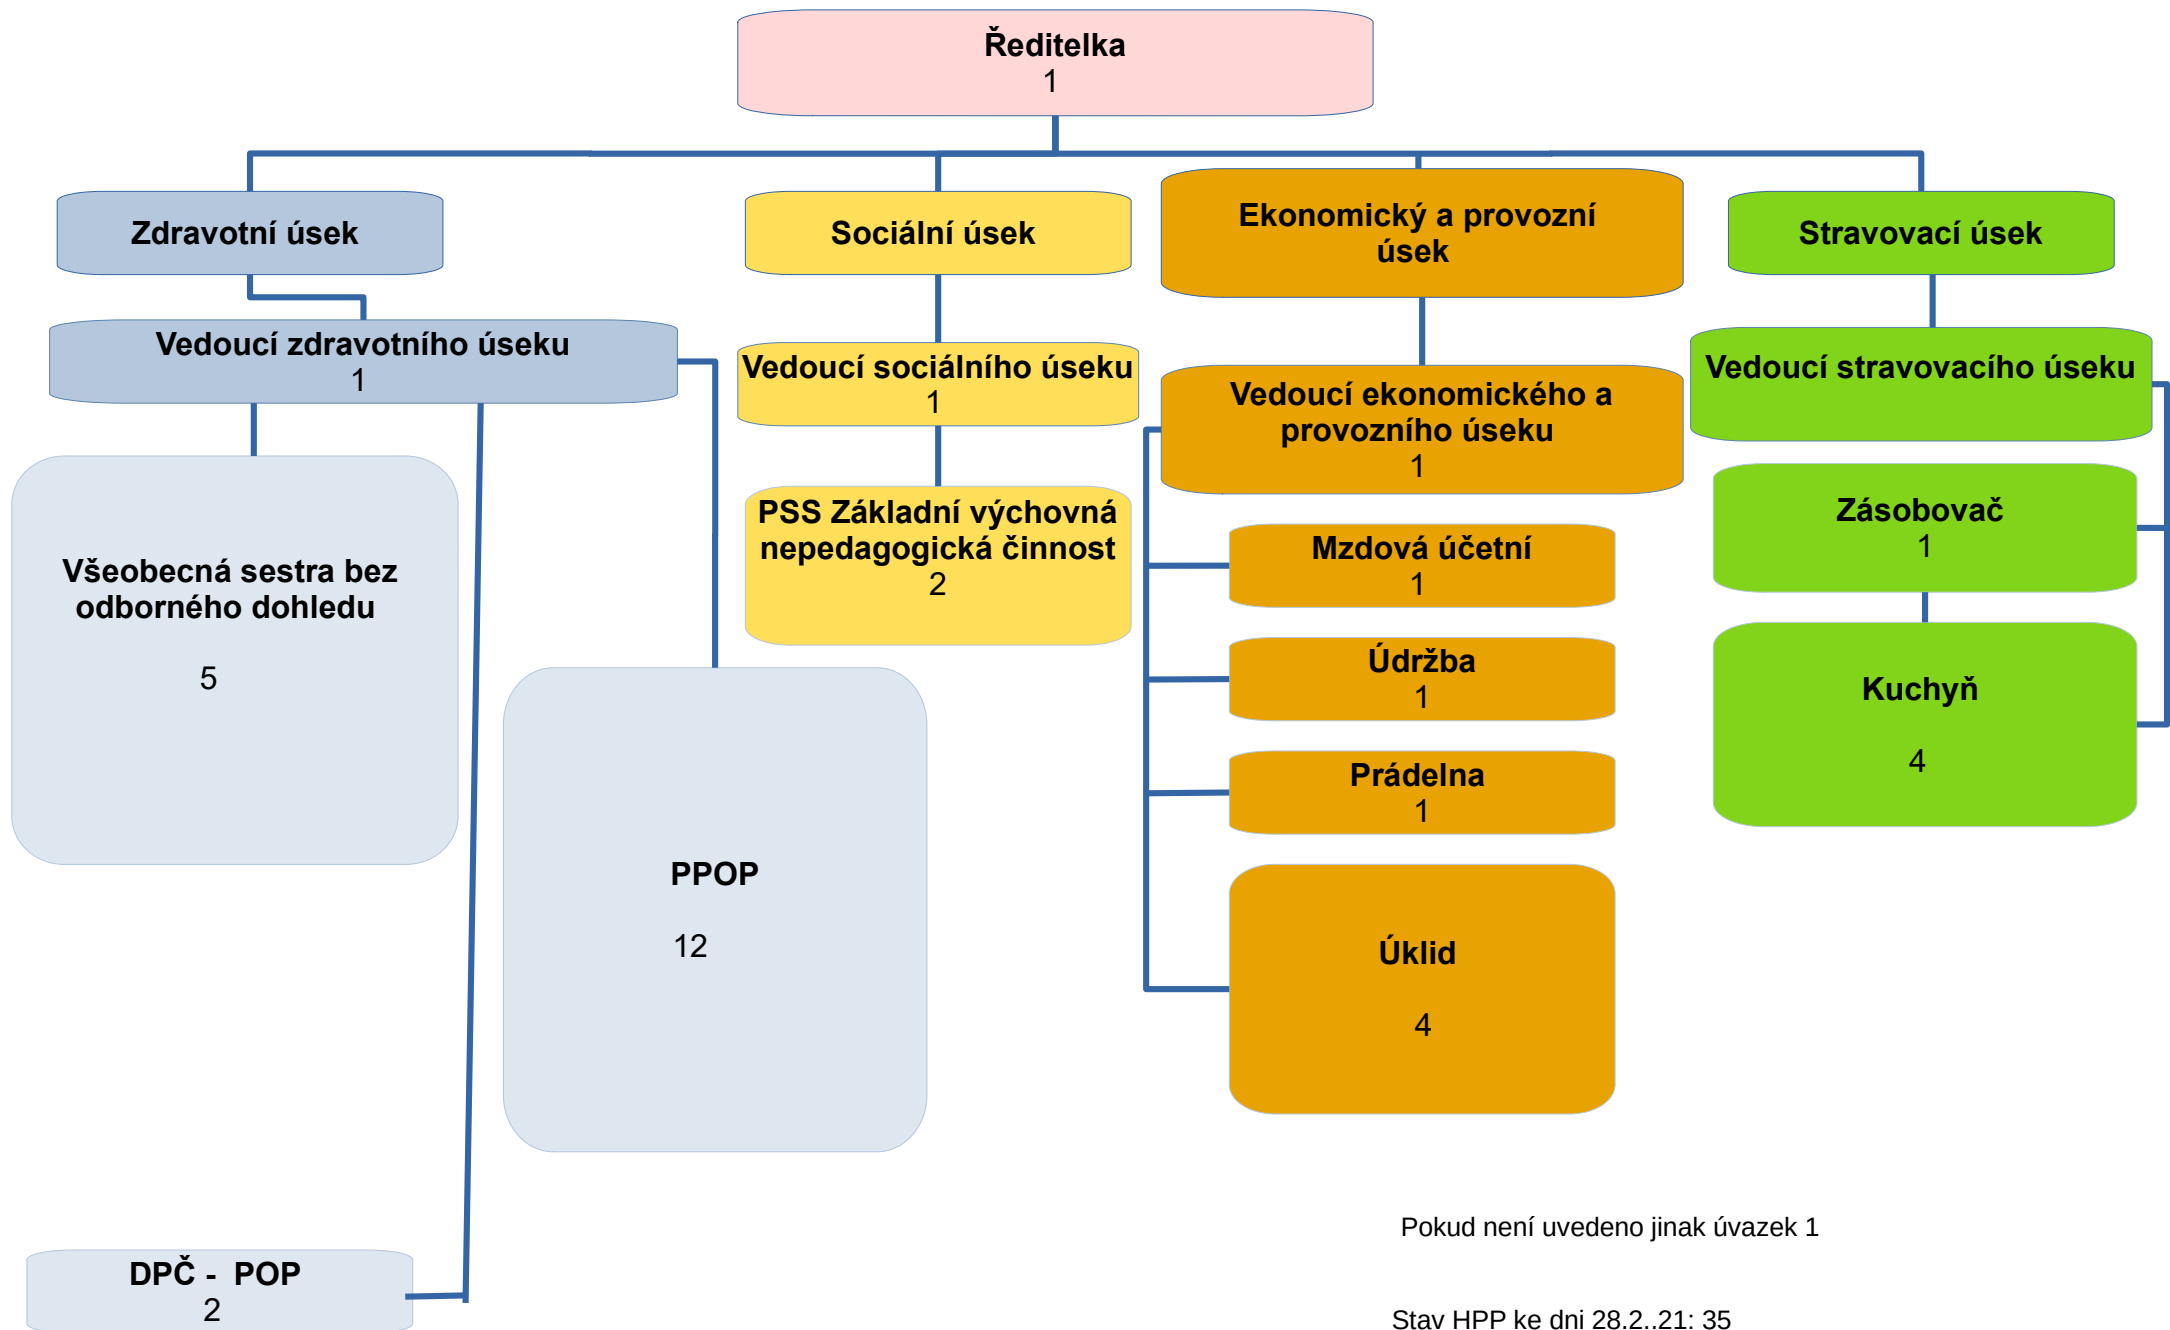 Ředitelka
1
Zdravotní úsek
Sociální úsek
Ekonomický a provozní
úsek
Stravovací úsek
Vedoucí zdravotního úseku
1
Vedoucí sociálního úseku
1
Vedoucí ekonomického a
provozního úseku
1
Vedoucí stravovacího úseku
Všeobecná sestra bez
odborného dohledu
5
PPOP
12
DPČ -  POP
2
PSS Základní výchovná
nepedagogická činnost
2
Mzdová účetní
1
Údržba
1
Prádelna
1
Úklid
4
Zásobovač
1
Kuchyň
4
Pokud není uvedeno jinak úvazek 1
Stav HPP ke dni 28.2..21: 35